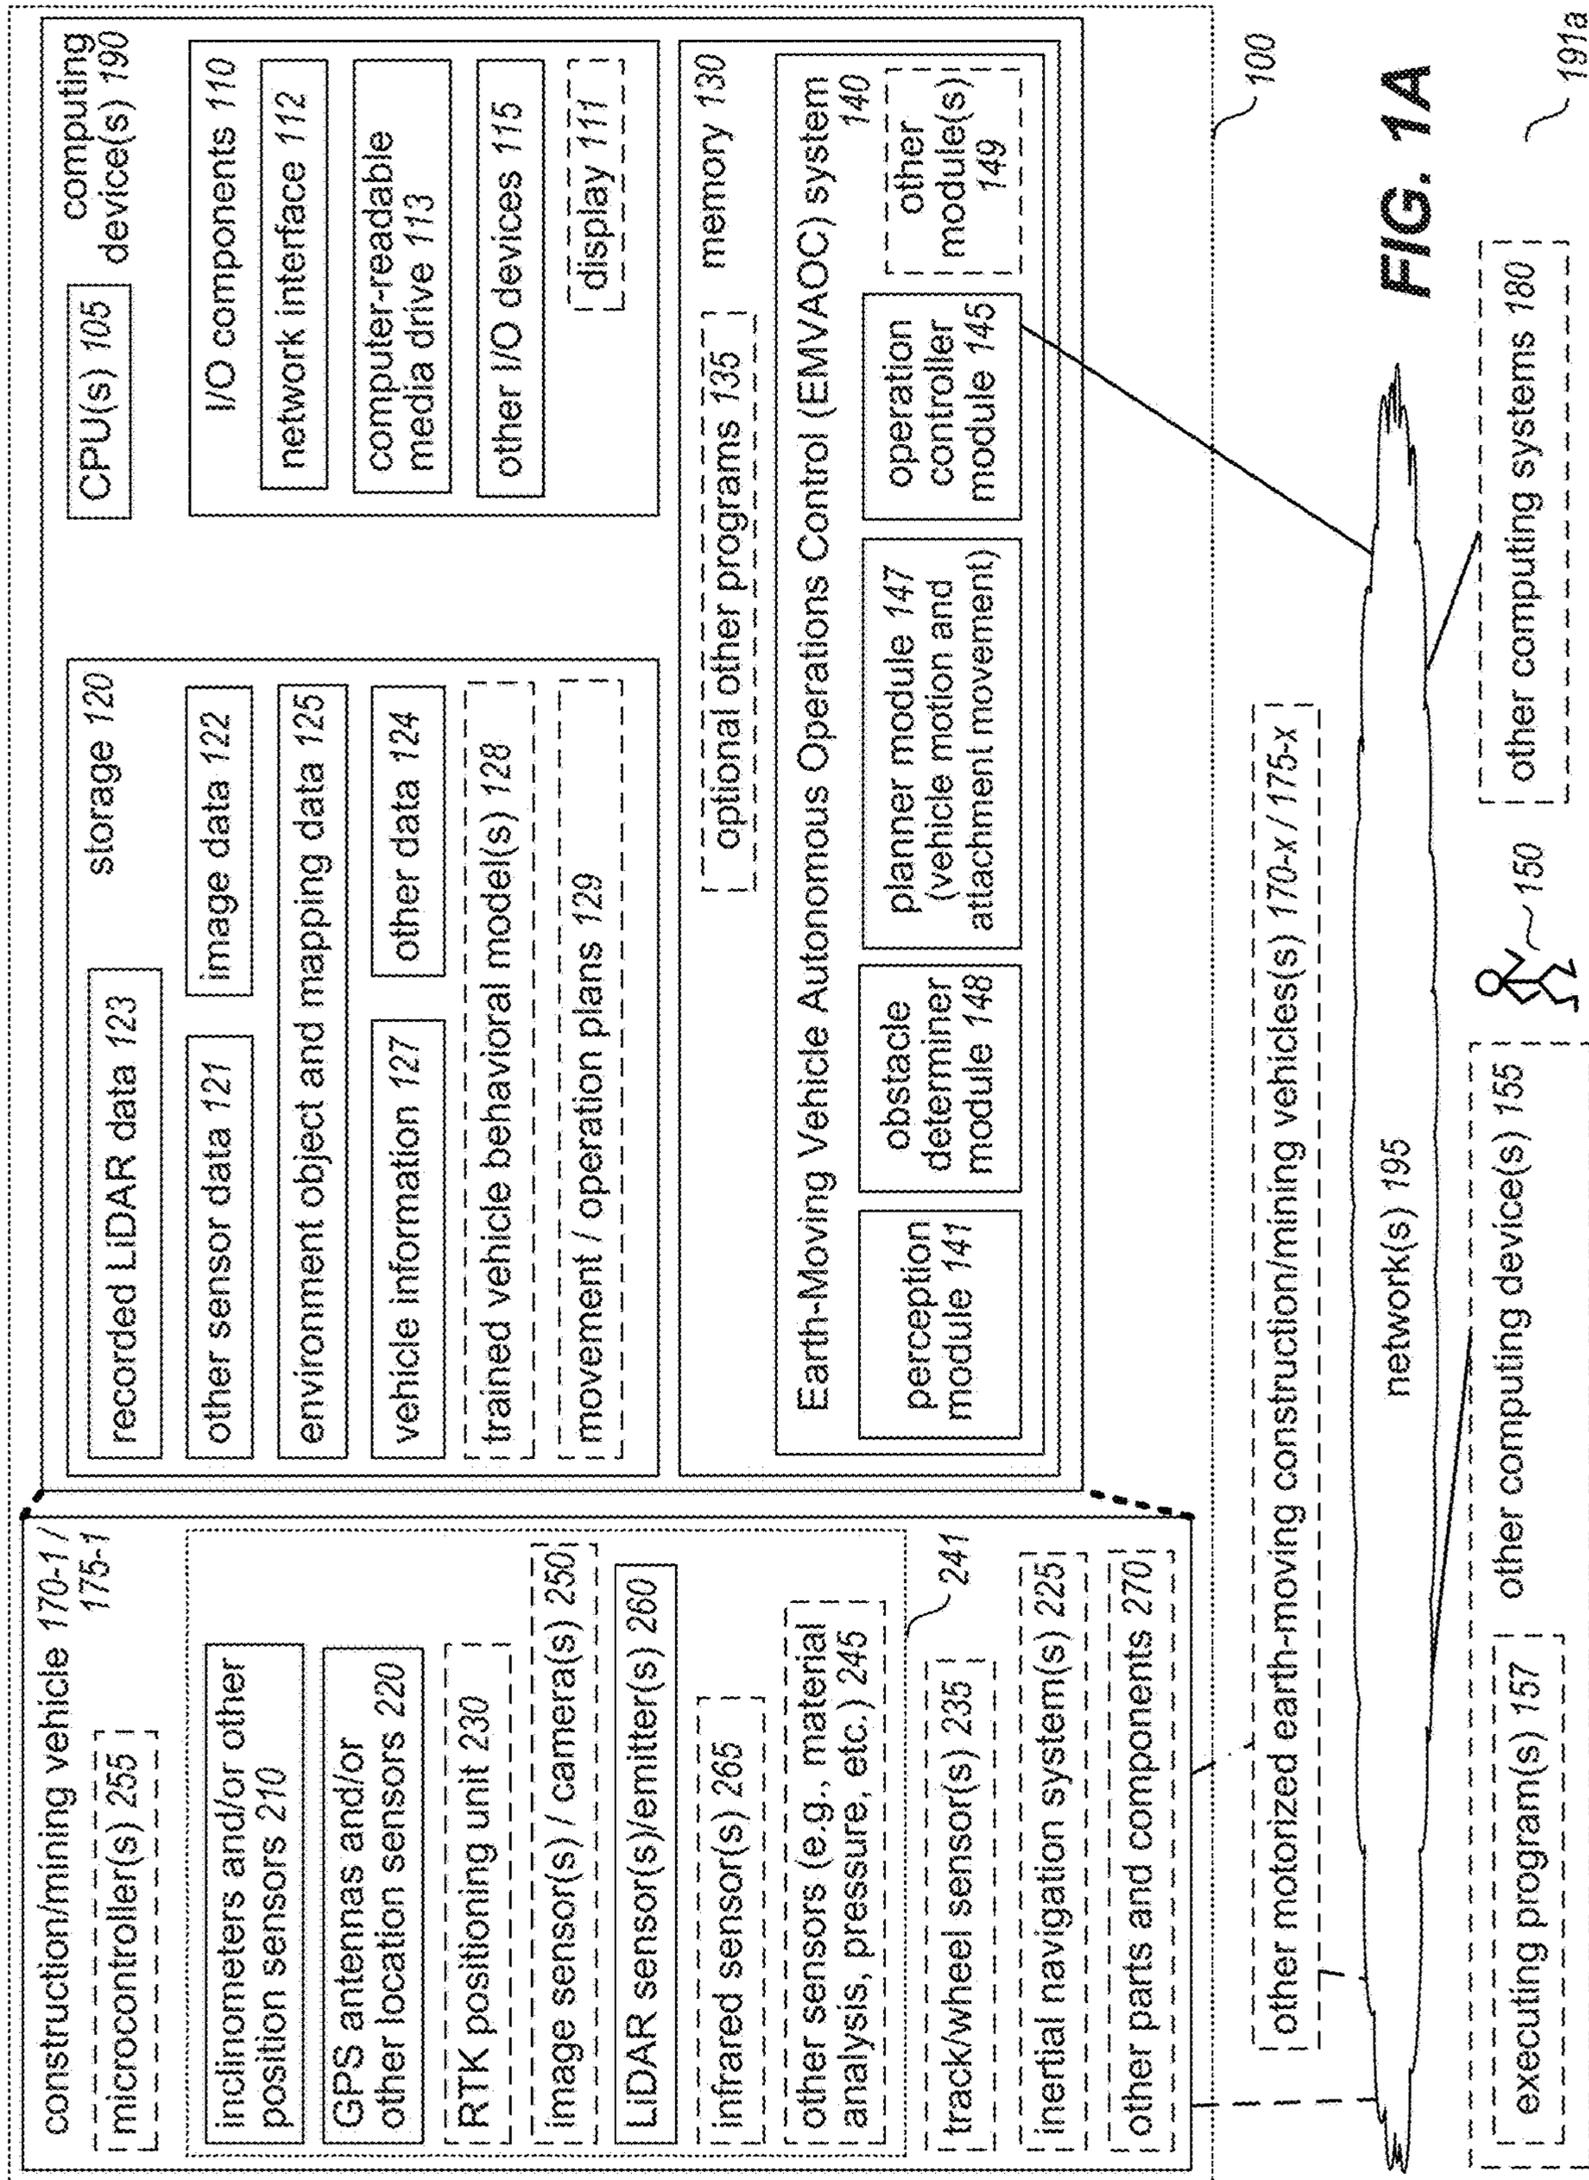 construction/mining vehicle 170-1 /
175-1
microcontroller(s) 255
inclinometers and/or other
position sensors 210
GPS antennas and/or
other location sensors 220
RTK positioning unit 230
image sensor(s) / camera(s) 250
LiDAR sensor(s)/emitter(s) 260
infrared sensor(s) 265
other sensors (e.g., material
analysis, pressure, etc.) 245
241
track/wheel sensor(s) 235
inertial navigation system(s) 225
other parts and components 270
storage 120
recorded LiDAR data 123
other sensor data 121
image data 122
environment object and mapping data 125
vehicle information 127
other data 124
trained vehicle behavioral model(s) 128
movement / operation plans 129
CPU(s) 105
computing
device(s) 190
I/O components 110
network interface 112
computer-readable
media drive 113
other I/O devices 115
display 111
optional other programs 135
memory 130
Earth-Moving Vehicle Autonomous Operations Control (EMVAOC) system
140
perception
module 141
obstacle
determiner
module 148
planner module 147
(vehicle motion and
attachment movement)
operation
controller
module 145
other
module(s)
149
100
other motorized earth-moving construction/mining vehicles(s) 170-x / 175-x
network(s) 195
FIG. 1A
executing program(s) 157
other computing device(s) 155
150
other computing systems 180
191a